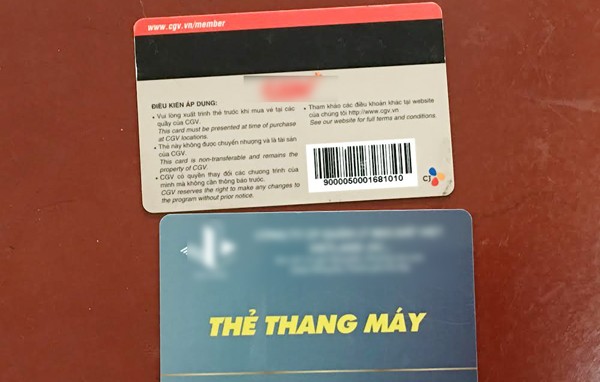 www.cgv.vn/member
ĐIỀU KIỆN ÁP DỤNG:
• Vui lòng xuất trình thẻ trước khi mua vé tại các
quầy của CGV.
This card must be presented at time of purchase
at CGV locations.
• Thẻ này không được chuyển nhượng và là tài sản
của CGV.
This card is non-transferable and remains the
property of CGV.
• CGV có quyền thay đổi các chương trình của
mình mà không cần thông báo trước.
CGV reserves the right to make any changes to
the program without prior notice.
• Tham khảo các điều khoản khác tại website
của chúng tôi http://www.cgv.vn
See our website for full terms and conditions
9000050001681010
CJ
THẺ THANG MÁY